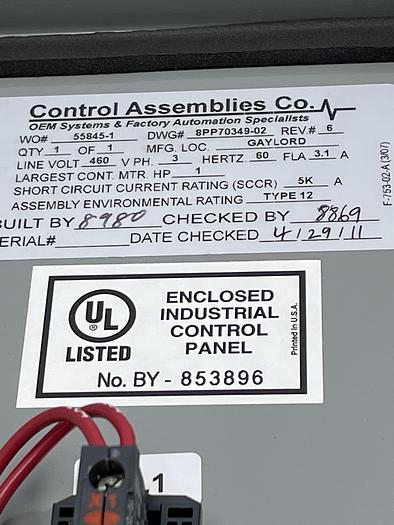 Control Assemblies Co.
OEM Systems & Factory Automation Specialists
WO# 55845-1 DWG# 8PP70349-02 REV.# 6
QTY 1 OF 1 MFG. LOC. GAYLORD
LINE VOLT 460 V PH. 3 HERTZ 60 FLA 3.1 A
LARGEST CONT. MTR. HP 1
SHORT CIRCUIT CURRENT RATING (SCCR) 5K A
ASSEMBLY ENVIRONMENTAL RATING TYPE 12
BUILT BY 8980 CHECKED BY 8869
ERIAL# DATE CHECKED 4/29/11
F-753-02-A (3/07)
UL
LISTED
ENCLOSED
INDUSTRIAL
CONTROL
PANEL
No. BY - 853896
Printed in U.S.A.
X1
1